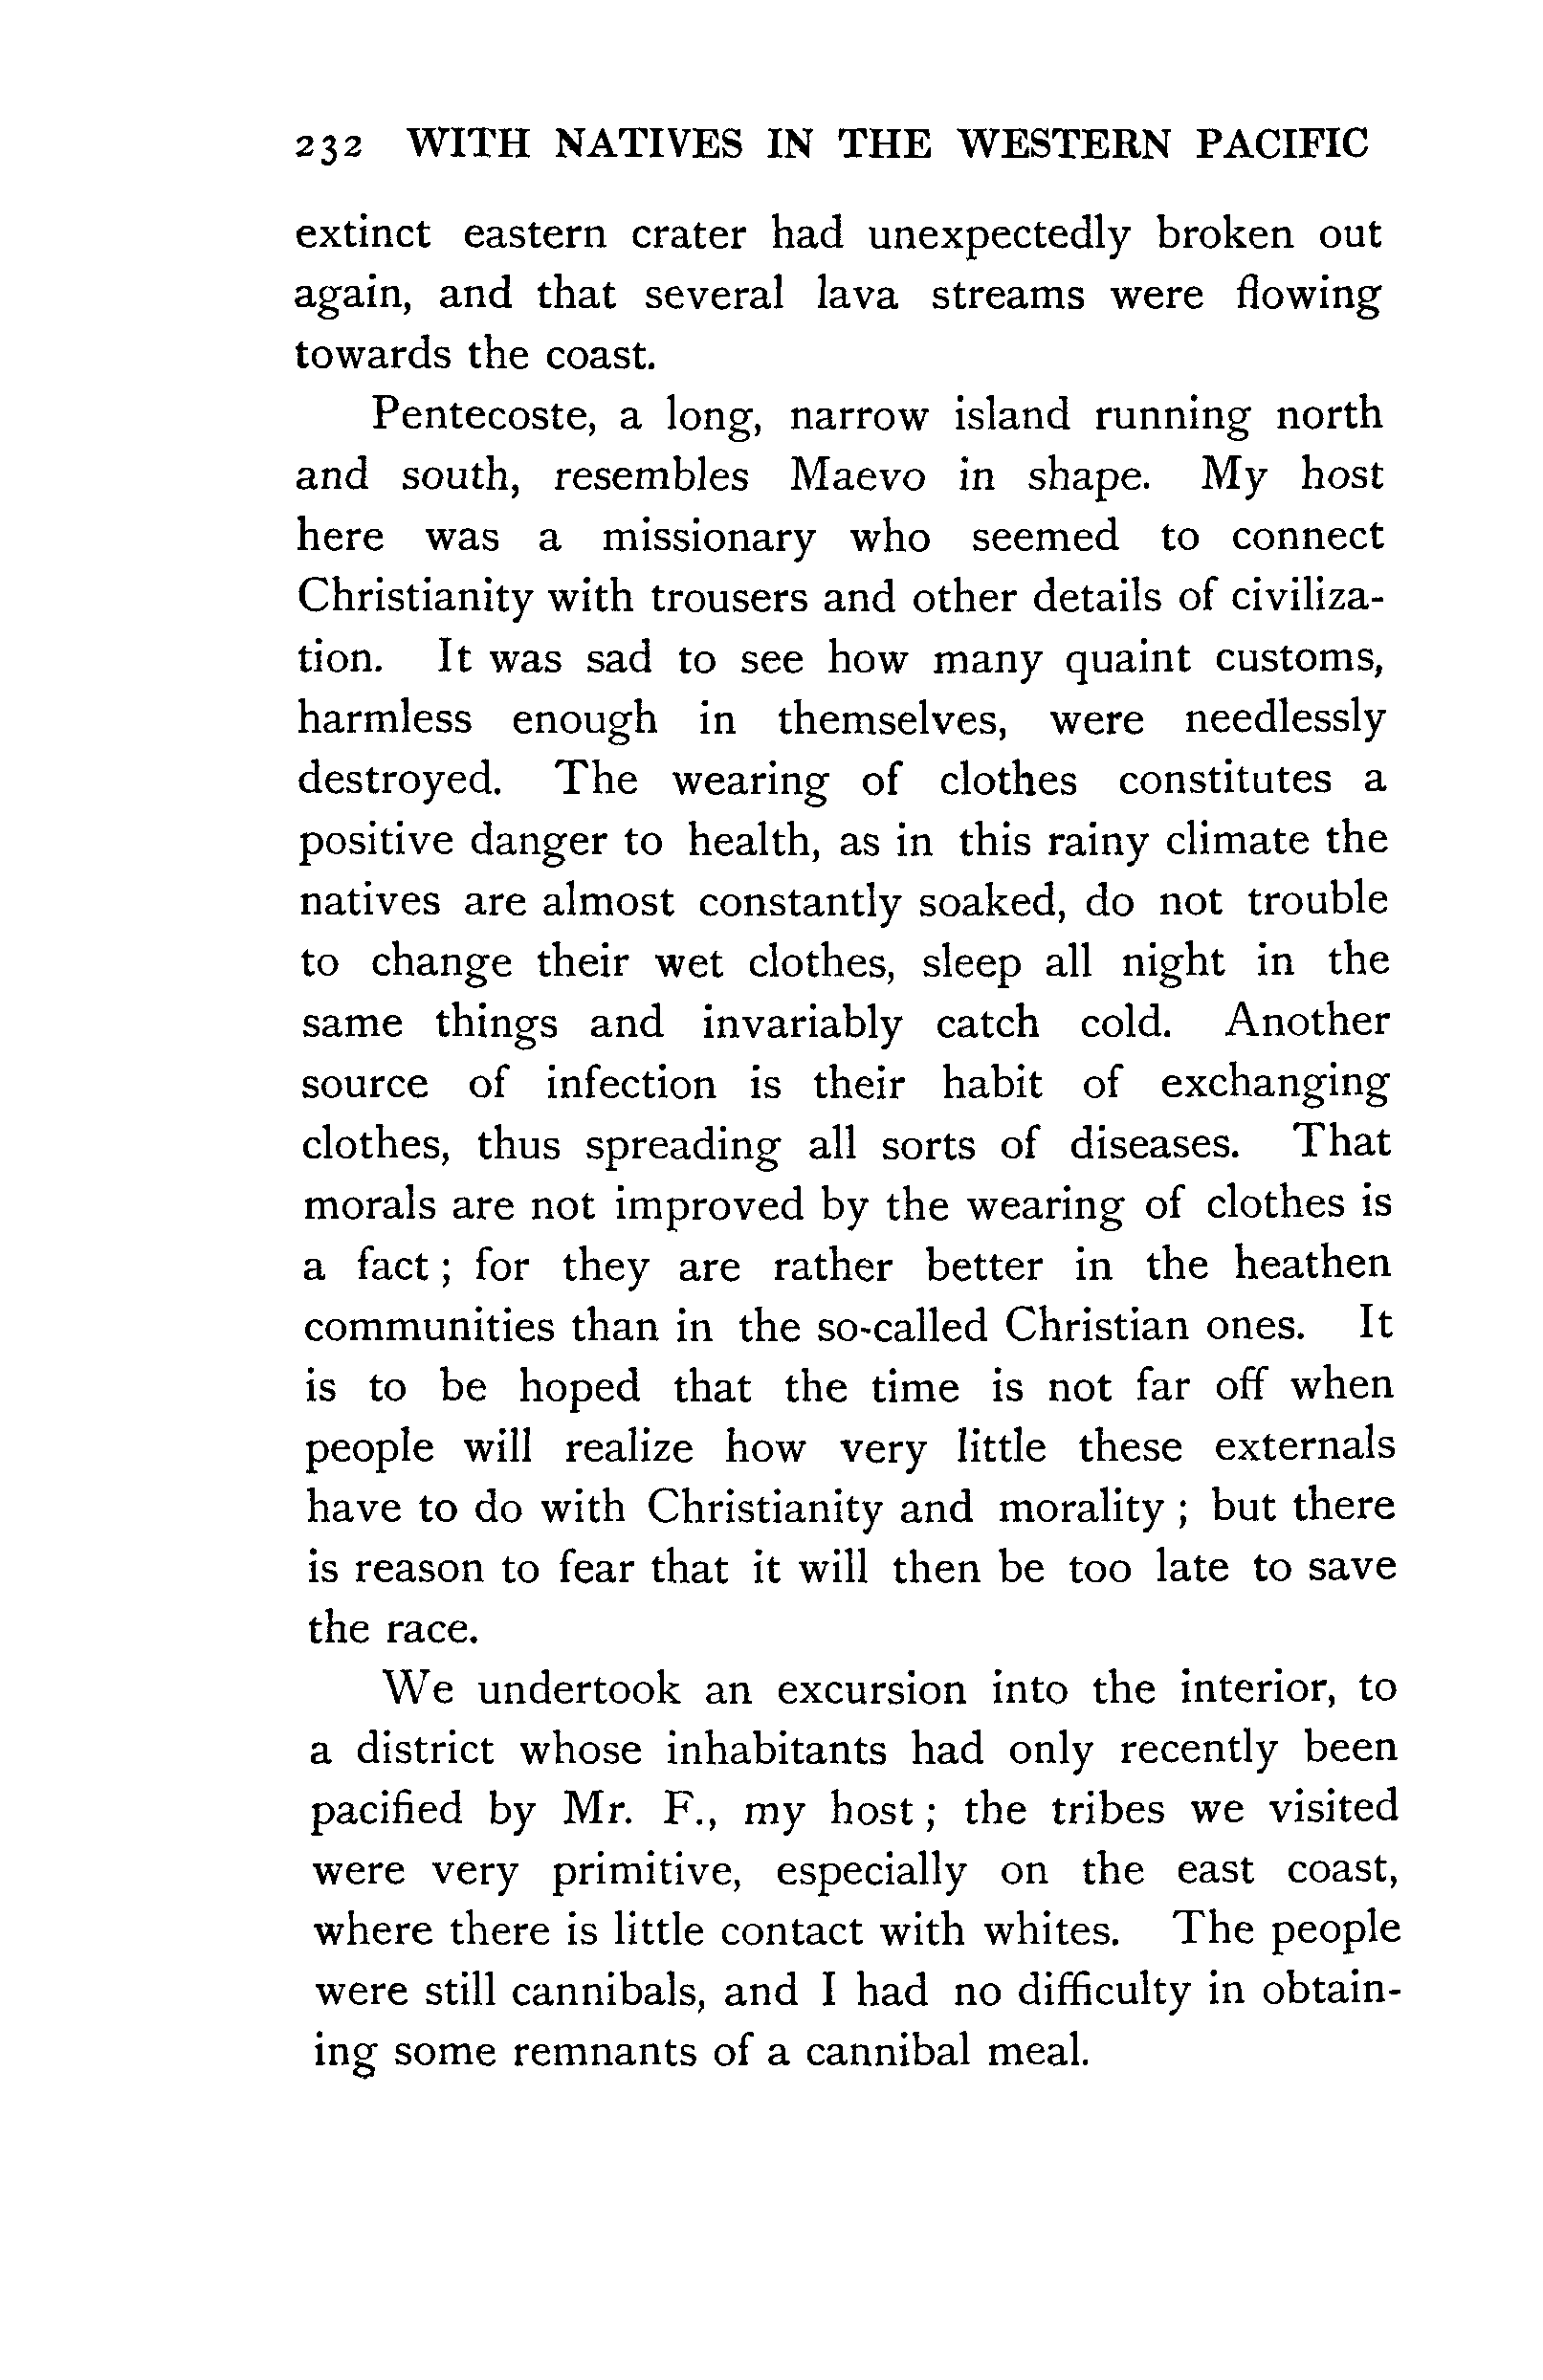 232 WITH NATIVES IN THE WESTERN PACIFIC
extinct eastern crater had unexpectedly broken out
again, and that several lava streams were flowing
towards the coast.
Pentecoste, a long, narrow island running north
and south, resembles Maevo in shape. My host
here was a missionary who seemed to connect
Christianity with trousers and other details of civiliza-
tion. It was sad to see how many quaint customs,
harmless enough in themselves, were needlessly
destroyed. The wearing of clothes constitutes a
positive danger to health, as in this rainy climate the
natives are almost constantly soaked, do not trouble
to change their wet clothes, sleep all night in the
same things and invariably catch cold. Another
source of infection is their habit of exchanging
clothes, thus spreading all sorts of diseases. That
morals are not improved by the wearing of clothes is
a fact ; for they are rather better in the heathen
communities than in the so-called Christian ones. It
is to be hoped that the time is not far off when
people will realize how very little these externals
have to do with Christianity and morality ; but there
is reason to fear that it will then be too late to save
the race.
We undertook an excursion into the interior, to
a district whose inhabitants had only recently been
pacified by Mr. F., my host ; the tribes we visited
were very primitive, especially on the east coast,
where there is little contact with whites. The people
were still cannibals, and I had no difficulty in obtain-
ing some remnants of a cannibal meal.